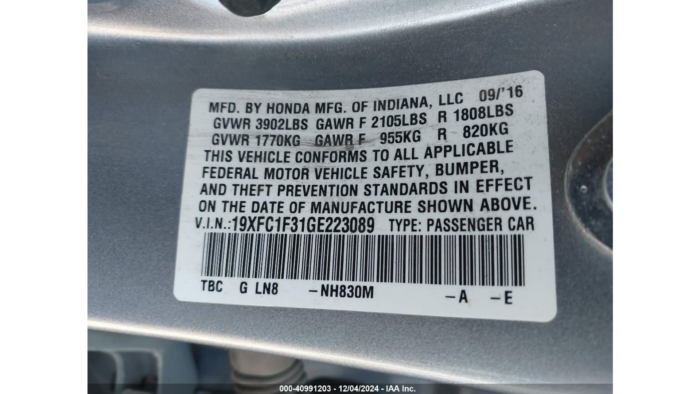 MFD. BY HONDA MFG. OF INDIANA, LLC 09/'16
GVWR 3902LBS GAWR F 2105LBS R 1808LBS
GVWR 1770KG GAWR F 955KG R 820KG
THIS VEHICLE CONFORMS TO ALL APPLICABLE
FEDERAL MOTOR VEHICLE SAFETY, BUMPER,
AND THEFT PREVENTION STANDARDS IN EFFECT
ON THE DATE OF MANUFACTURE SHOWN ABOVE.
V.I.N.:19XFC1F31GE223089 TYPE: PASSENGER CAR
TBC G LN8 -NH830M -A -E
000-40991203 - 12/04/2024 - IAA Inc.